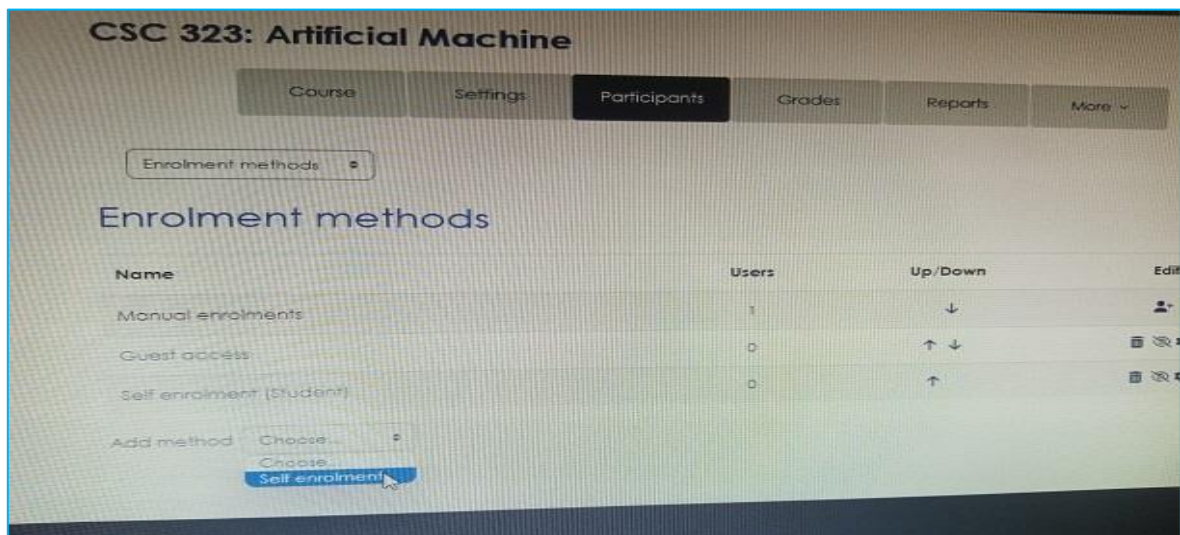 CSC 323: Artificial Machine
Course Settings Participants Grades Reports More
Enrolment methods
Enrolment methods
Name Users Up/Down Edit
Manual enrolments 1
Guest access 0
Self enrolment (Student) 0
Add method Choose...
Choose...
Self enrolment